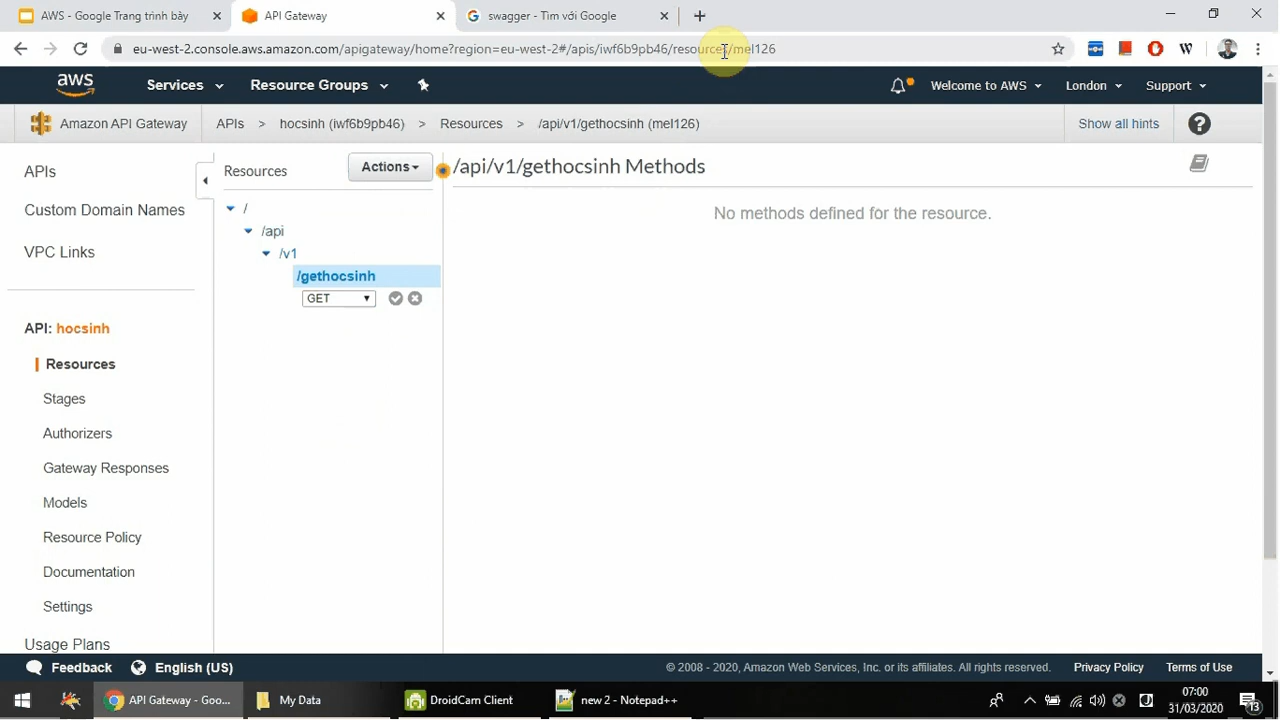 AWS - Google Trang trình bày
API Gateway
swagger - Tìm với Google
eu-west-2.console.aws.amazon.com/apigateway/home?region=eu-west-2#/apis/iwf6b9pb46/resources/mel126
aws
Services
Resource Groups
Welcome to AWS
London
Support
Amazon API Gateway
APIs > hocsinh (iwf6b9pb46) > Resources > /api/v1/gethocsinh (mel126)
Show all hints
?
APIs
Custom Domain Names
VPC Links
API: hocsinh
Resources
Stages
Authorizers
Gateway Responses
Models
Resource Policy
Documentation
Settings
Usage Plans
Resources
Actions
/
/api
/v1
/gethocsinh
GET
/api/v1/gethocsinh Methods
No methods defined for the resource.
Feedback
English (US)
© 2008 - 2020, Amazon Web Services, Inc. or its affiliates. All rights reserved.
Privacy Policy
Terms of Use
API Gateway - Goo...
My Data
DroidCam Client
new 2 - Notepad++
07:00
31/03/2020
13